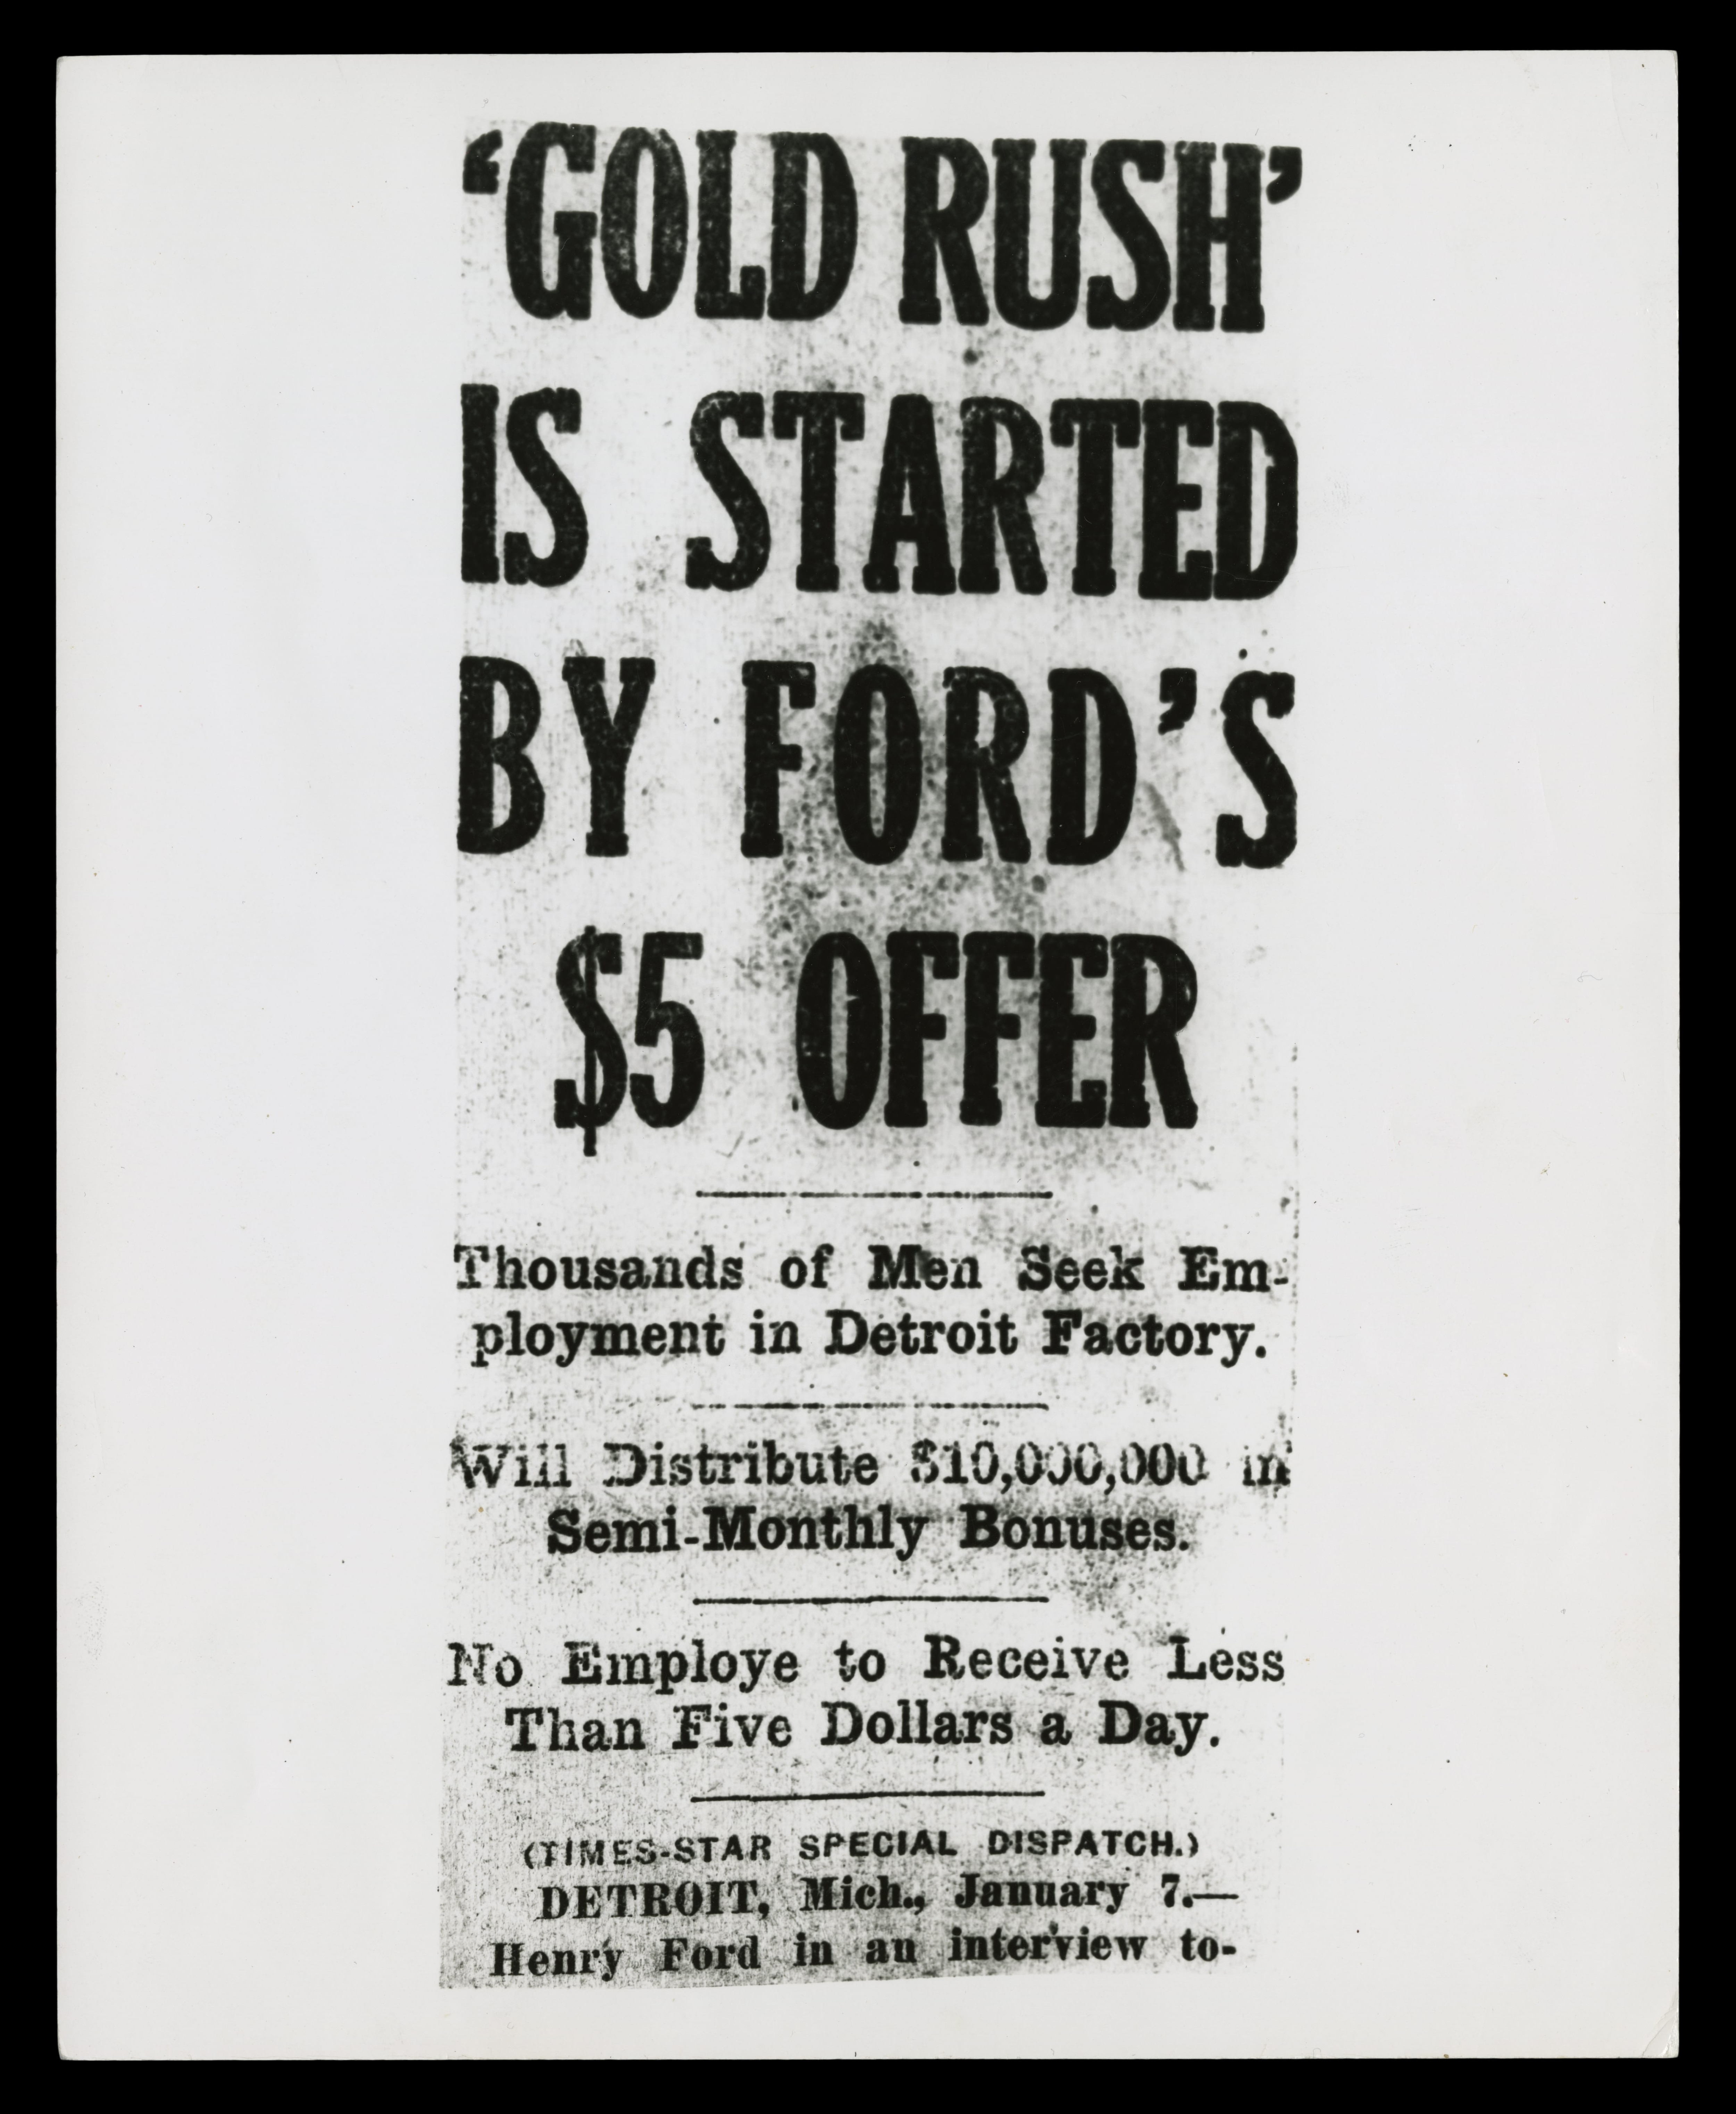 ‘GOLD RUSH’
IS STARTED
BY FORD’S
$5 OFFER
Thousands of Men Seek Em-
ployment in Detroit Factory.
Will Distribute $10,000,000 in
Semi-Monthly Bonuses.
No Employe to Receive Less
Than Five Dollars a Day.
(TIMES-STAR SPECIAL DISPATCH.)
DETROIT, Mich., January 7.—
Henry Ford in an interview to-